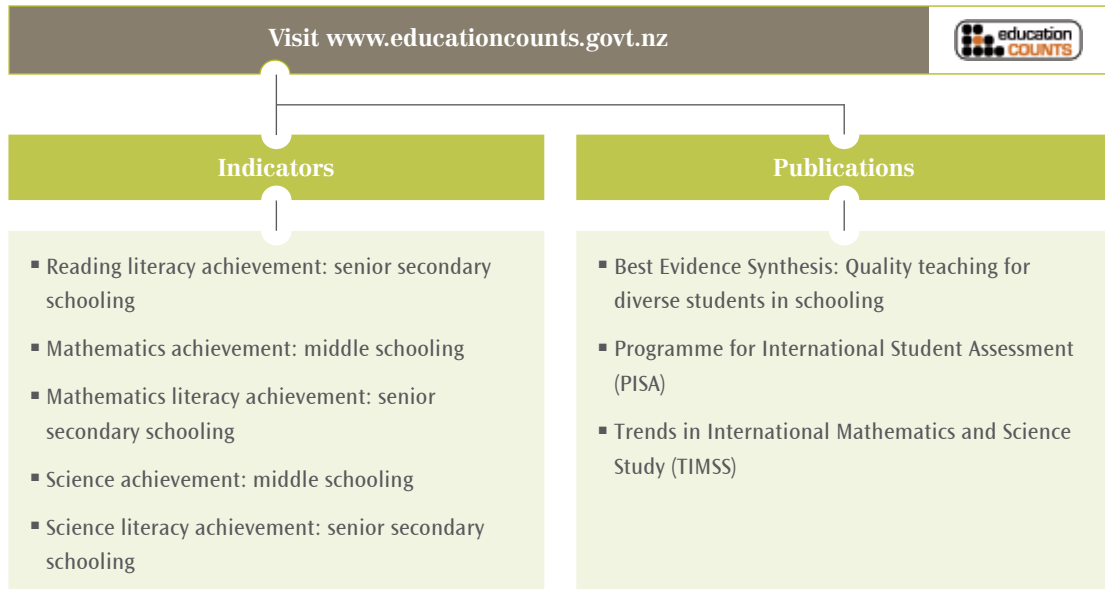 Visit www.educationcounts.govt.nz
education
COUNTS
Indicators
▪ Reading literacy achievement: senior secondary
schooling
▪ Mathematics achievement: middle schooling
▪ Mathematics literacy achievement: senior
secondary schooling
▪ Science achievement: middle schooling
▪ Science literacy achievement: senior secondary
schooling
Publications
▪ Best Evidence Synthesis: Quality teaching for
diverse students in schooling
▪ Programme for International Student Assessment
(PISA)
▪ Trends in International Mathematics and Science
Study (TIMSS)